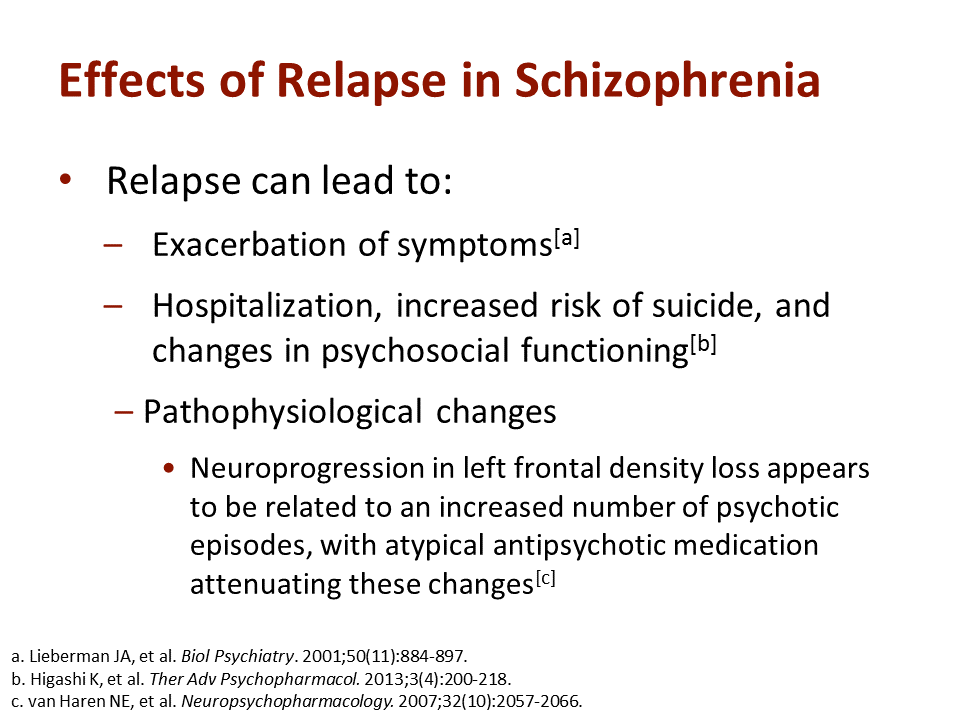 Effects of Relapse in Schizophrenia
• Relapse can lead to:
– Exacerbation of symptoms[a]
– Hospitalization, increased risk of suicide, and
changes in psychosocial functioning[b]
– Pathophysiological changes
• Neuroprogression in left frontal density loss appears
to be related to an increased number of psychotic
episodes, with atypical antipsychotic medication
attenuating these changes[c]
a. Lieberman JA, et al. Biol Psychiatry. 2001;50(11):884-897.
b. Higashi K, et al. Ther Adv Psychopharmacol. 2013;3(4):200-218.
c. van Haren NE, et al. Neuropsychopharmacology. 2007;32(10):2057-2066.